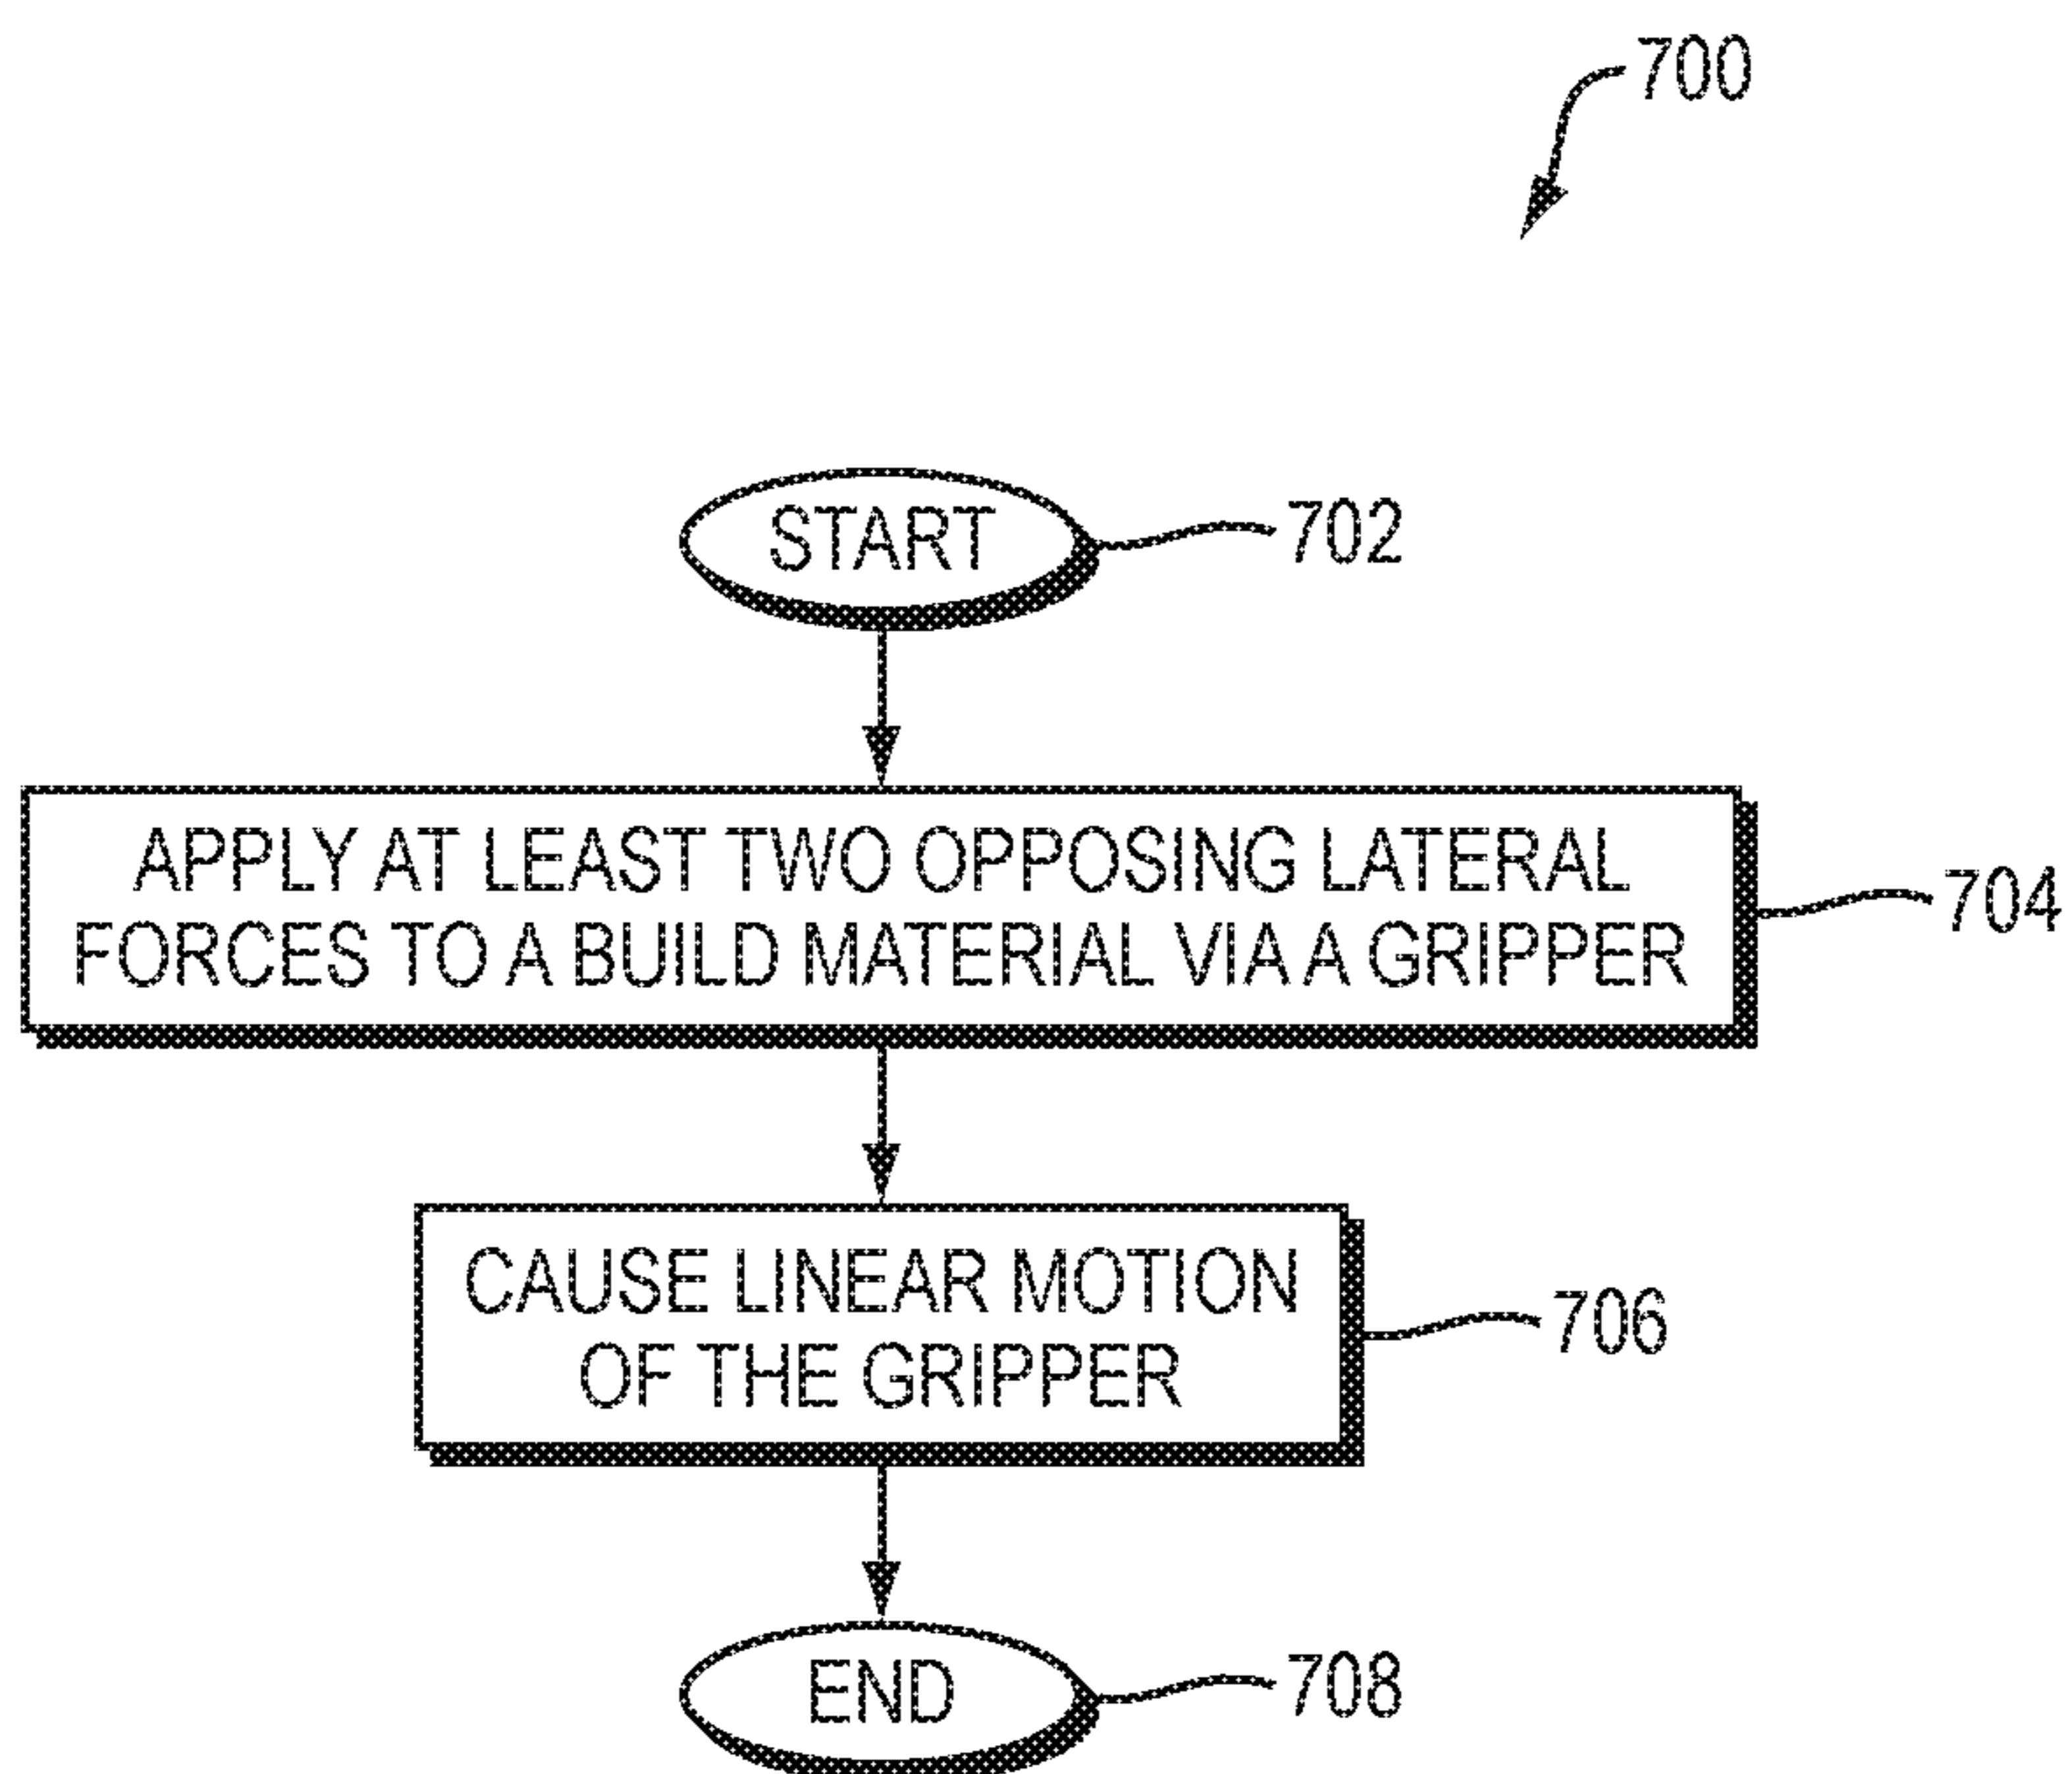 700
START
702
APPLY AT LEAST TWO OPPOSING LATERAL
FORCES TO A BUILD MATERIAL VIA A GRIPPER
704
CAUSE LINEAR MOTION
OF THE GRIPPER
706
END
708